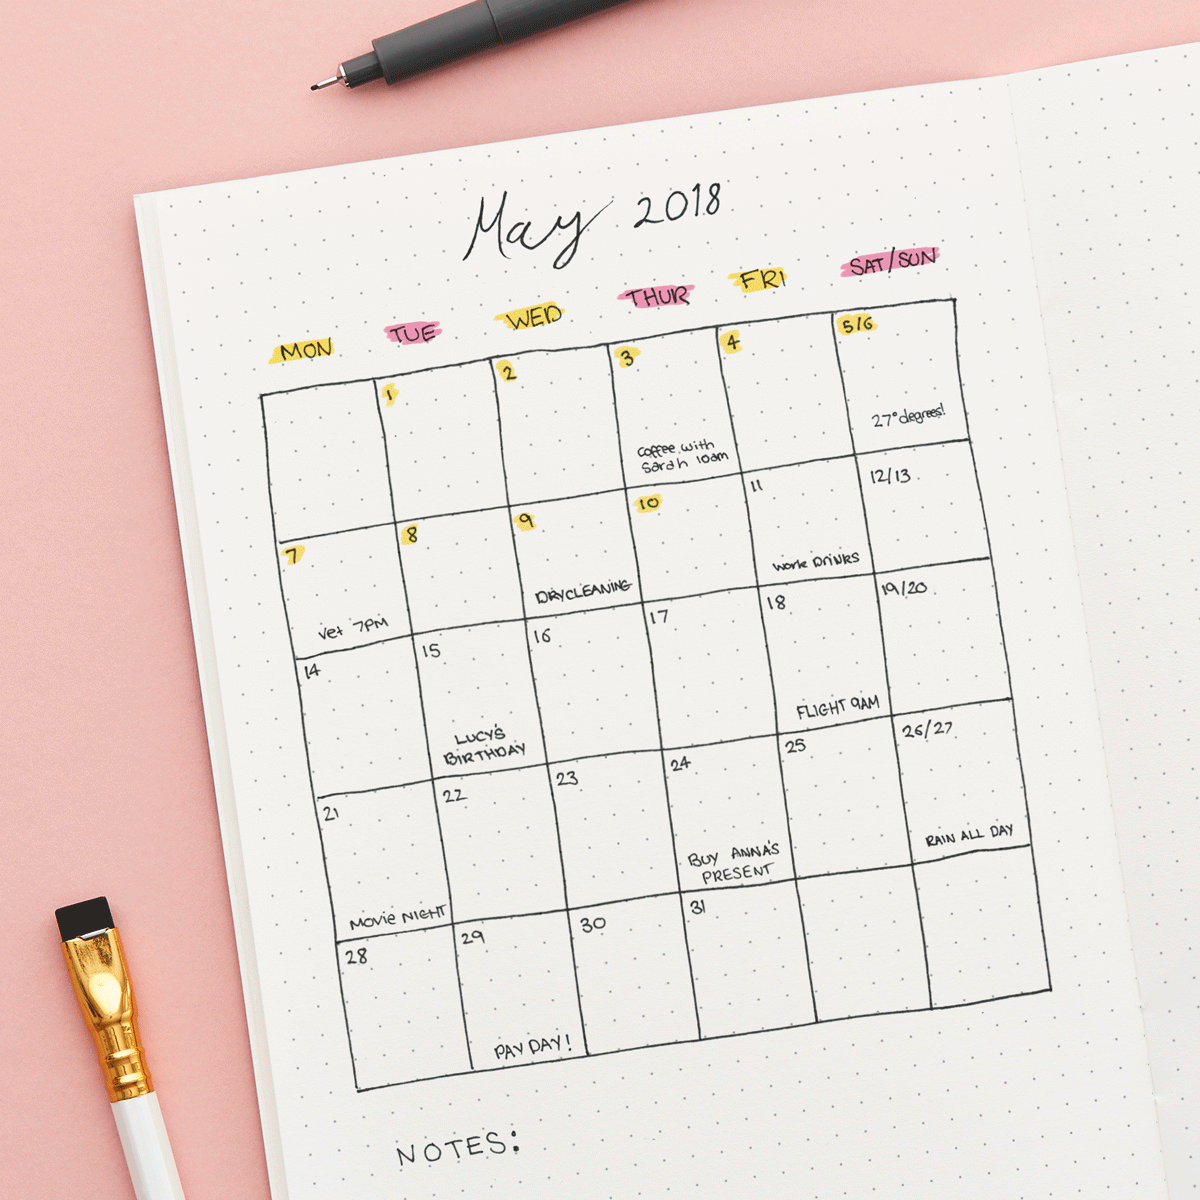 May 2018
MON TUE WED THUR FRI SAT/SUN
1 2 3 4 5/6
coffee with
sarah 10am
27° degrees!
7 8 9 10 11 12/13
vet 7PM
DRYCLEANING
work DRINKS
14 15 16 17 18 19/20
LUCY'S
BIRTHDAY
FLIGHT 9AM
21 22 23 24 25 26/27
MOVIE NIGHT
BUY ANNA'S
PRESENT
RAIN ALL DAY
28 29 30 31
PAY DAY!
NOTES: